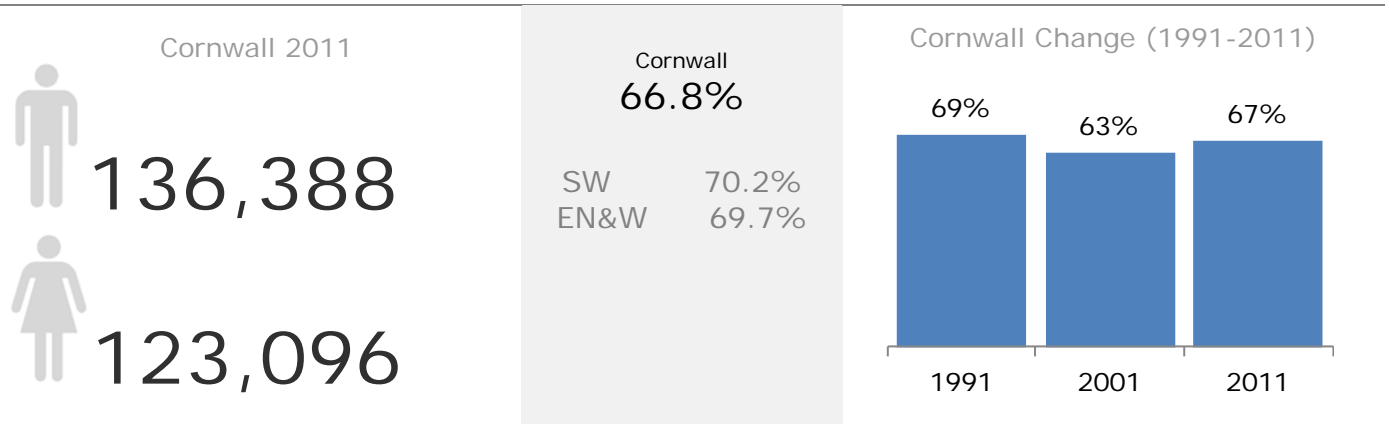 Cornwall 2011
136,388
123,096
Cornwall
66.8%
SW 70.2%
EN&W 69.7%
Cornwall Change (1991-2011)
69%
63%
67%
1991 2001 2011